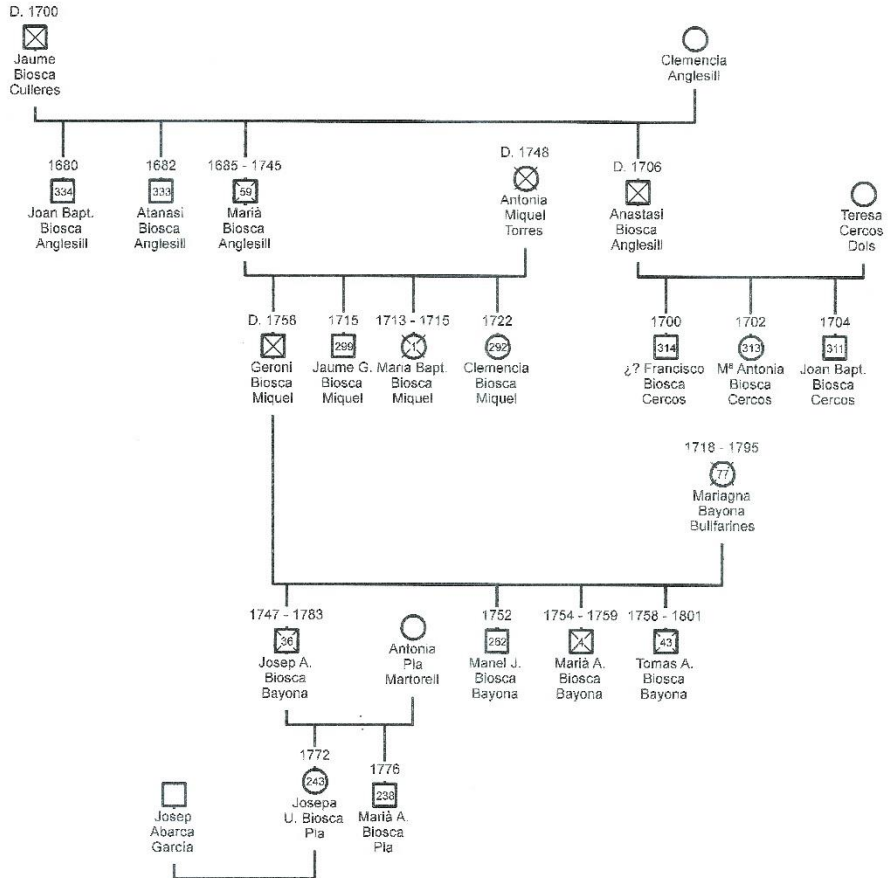 D. 1700
Jaume
Biosca
Culleres
Clemencia
Anglesill
1680
334
Joan Bapt.
Biosca
Anglesill
1682
333
Atanasi
Biosca
Anglesill
1685 - 1745
59
Marià
Biosca
Anglesill
D. 1748
Antonia
Miquel
Torres
D. 1706
Anastasi
Biosca
Anglesill
Teresa
Cercos
Dols
D. 1758
Geroni
Biosca
Miquel
1715
299
Jaume G.
Biosca
Miquel
1713 - 1715
1
Maria Bapt.
Biosca
Miquel
1722
292
Clemencia
Biosca
Miquel
1700
314
¿? Francisco
Biosca
Cercos
1702
313
Mª Antonia
Biosca
Cercos
1704
311
Joan Bapt.
Biosca
Cercos
1718 - 1795
77
Mariagna
Bayona
Bullfarines
1747 - 1783
36
Josep A.
Biosca
Bayona
Antonia
Pla
Martorell
1752
262
Manel J.
Biosca
Bayona
1754 - 1759
4
Marià A.
Biosca
Bayona
1758 - 1801
43
Tomas A.
Biosca
Bayona
Josep
Abarca
García
1772
243
Josepa
U. Biosca
Pla
1776
238
Marià A.
Biosca
Pla